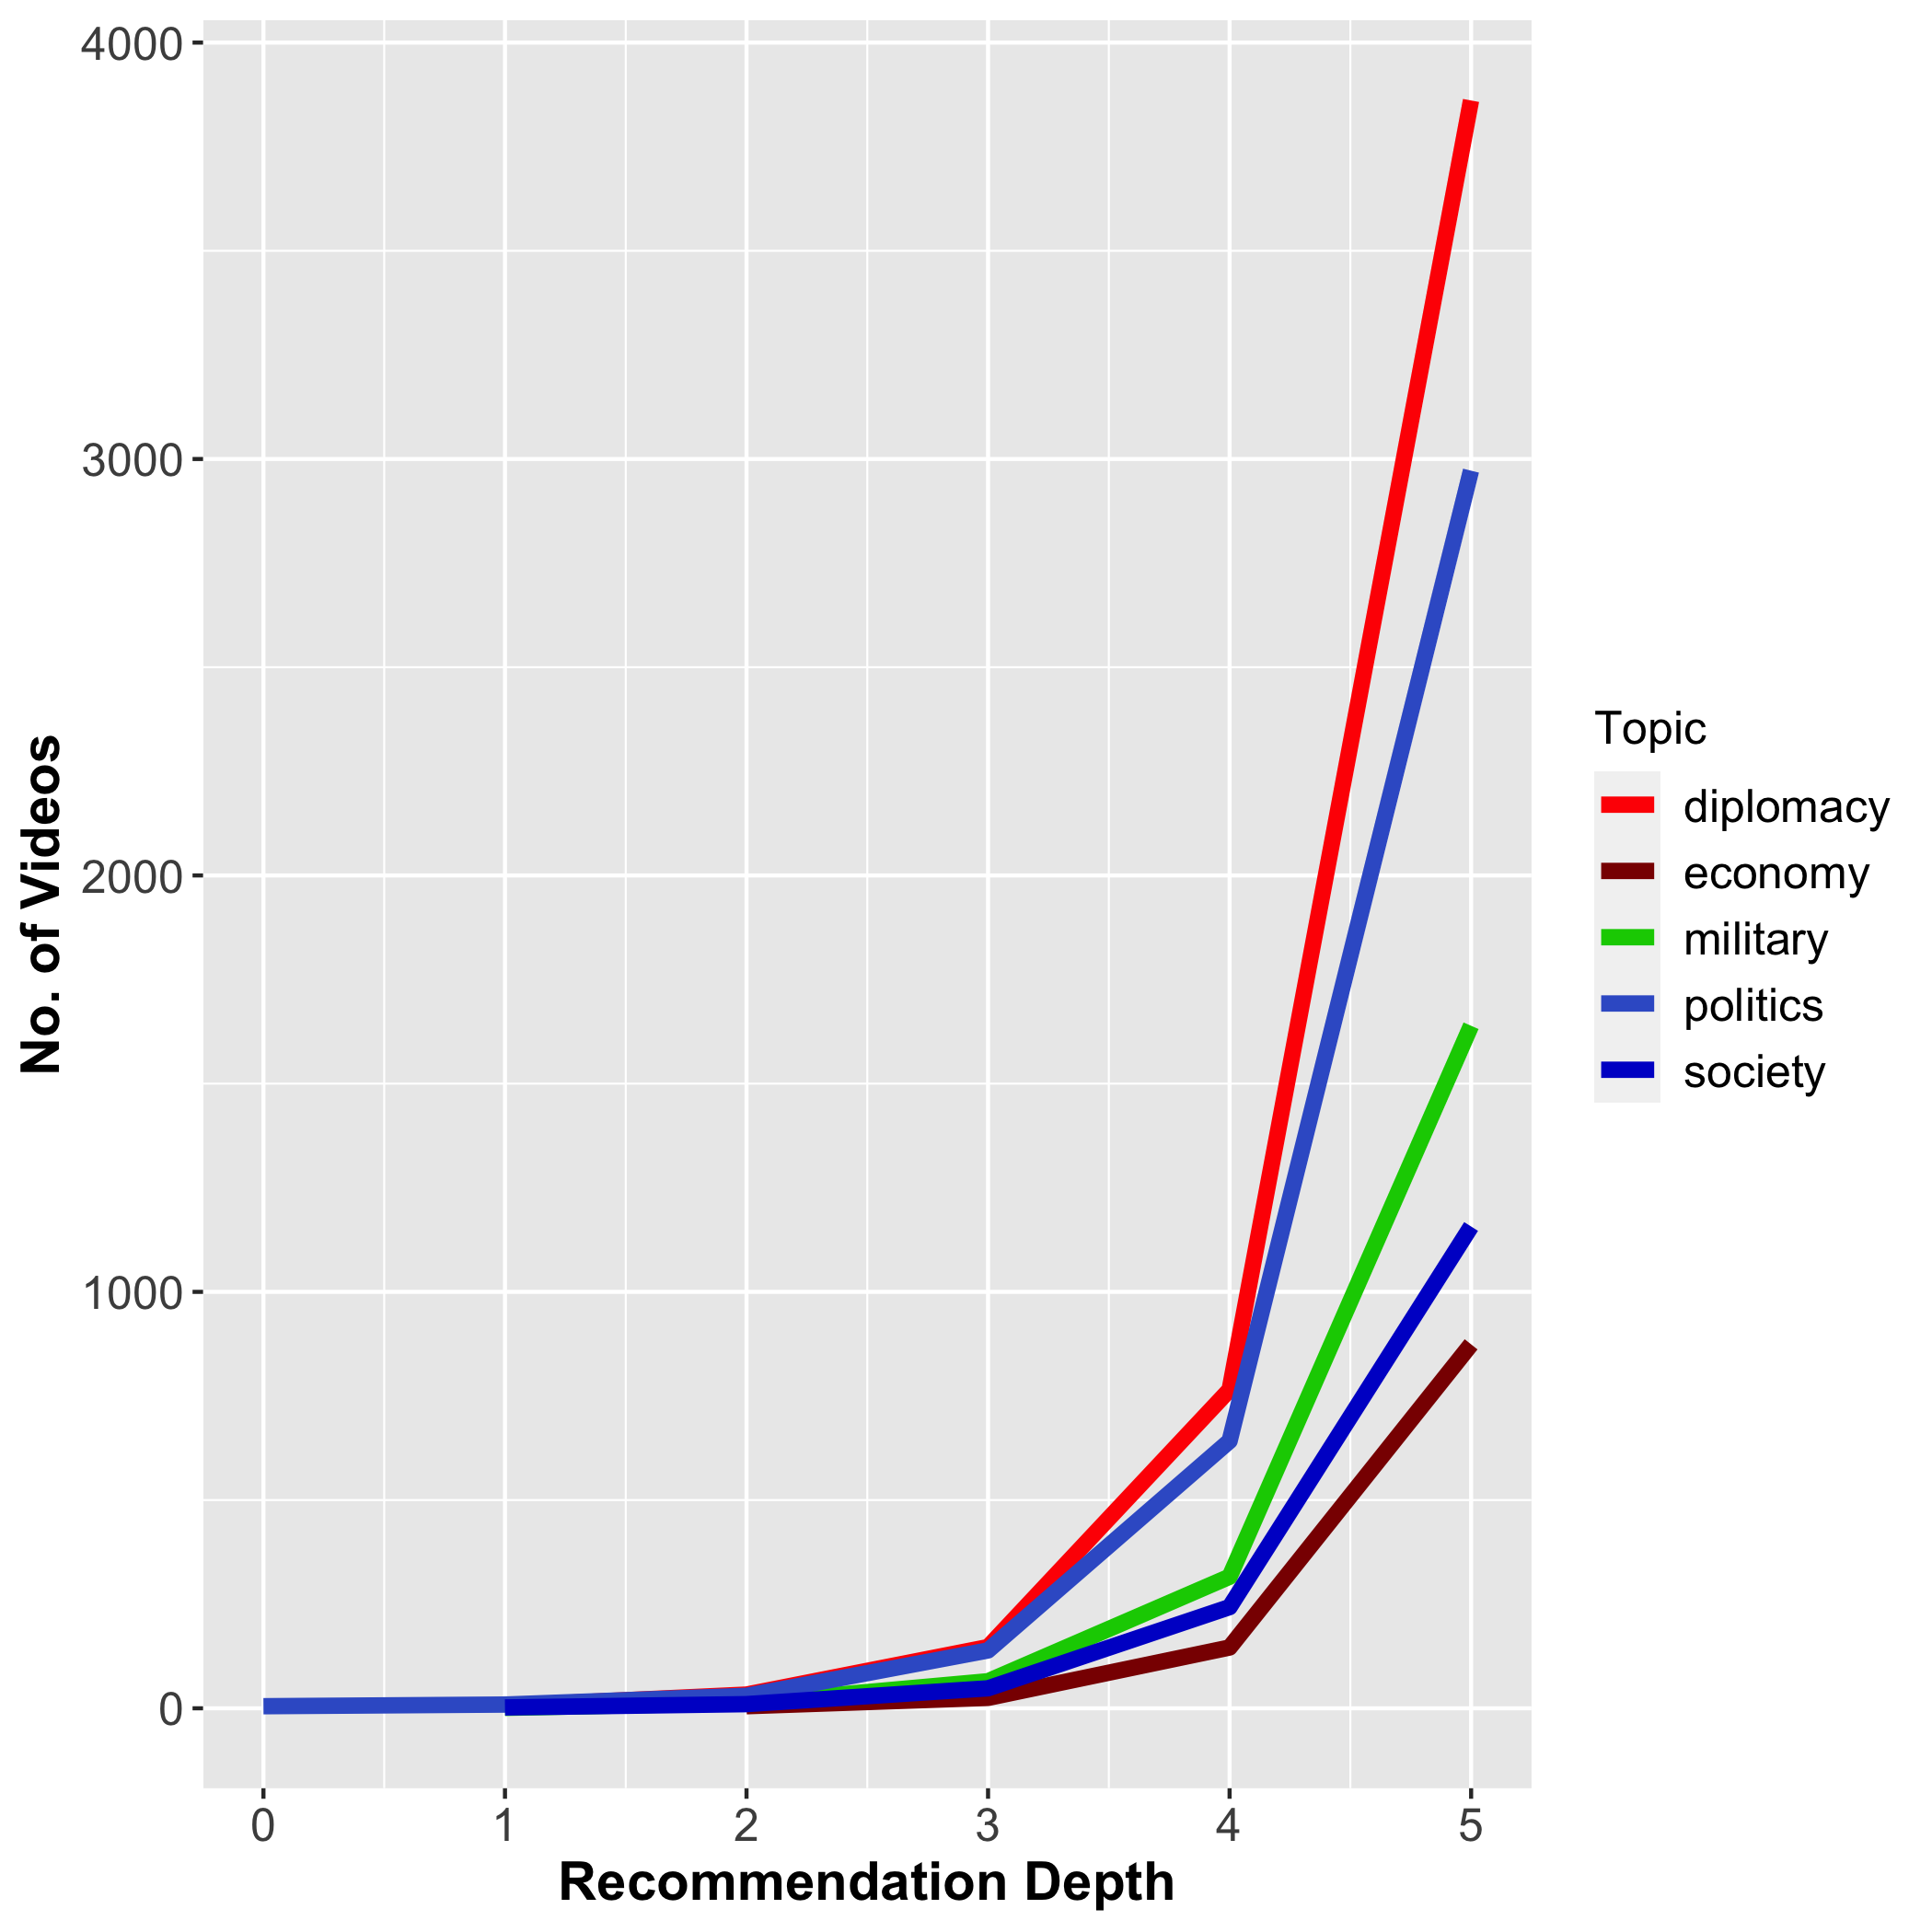 4000
3000
2000
1000
0
No. of Videos
0 1 2 3 4 5
Recommendation Depth
Topic
diplomacy
economy
military
politics
society